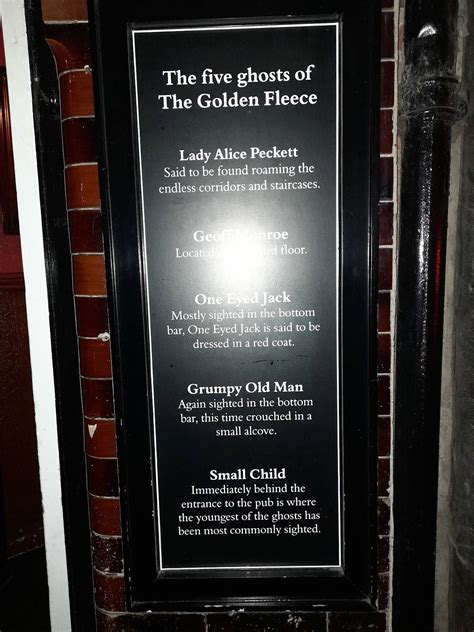 The five ghosts of
The Golden Fleece
Lady Alice Peckett
Said to be found roaming the
endless corridors and staircases.
Geoff Monroe
Located floor.
One Eyed Jack
Mostly sighted in the bottom
bar, One Eyed Jack is said to be
dressed in a red coat.
Grumpy Old Man
Again sighted in the bottom
bar, this time crouched in a
small alcove.
Small Child
Immediately behind the
entrance to the pub is where
the youngest of the ghosts has
been most commonly sighted.